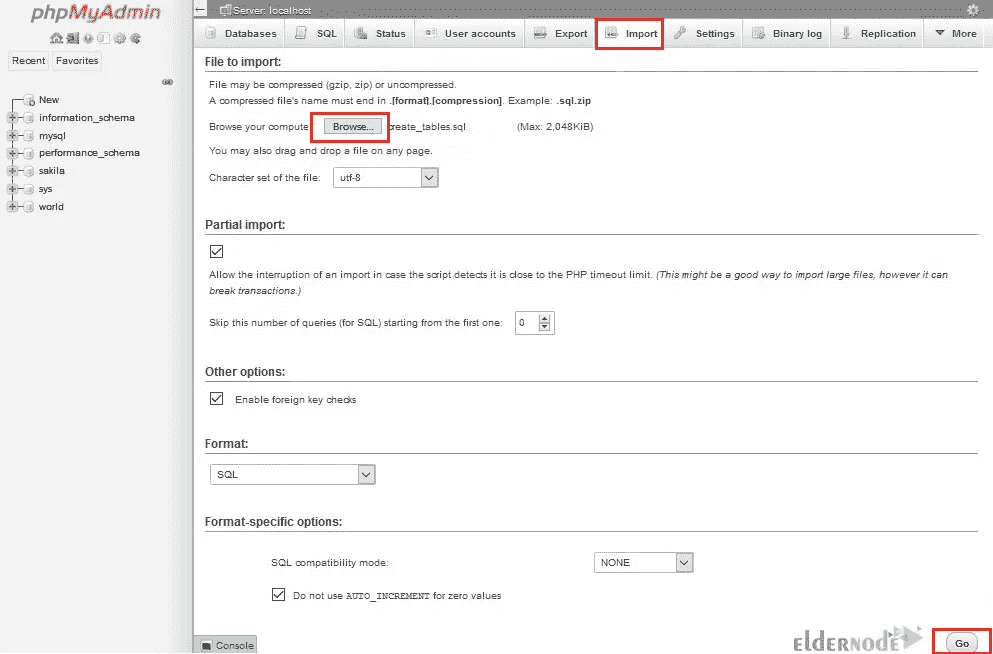 phpMyAdmin
Recent Favorites
New
information_schema
mysql
performance_schema
sakila
sys
world
Server: localhost
Databases SQL Status User accounts Export Import Settings Binary log Replication More
File to import:
File may be compressed (gzip, zip) or uncompressed.
A compressed file's name must end in .[format].[compression]. Example: .sql.zip
Browse your compute Browse... create_tables.sql (Max: 2,048KiB)
You may also drag and drop a file on any page.
Character set of the file: utf-8
Partial import:
Allow the interruption of an import in case the script detects it is close to the PHP timeout limit. (This might be a good way to import large files, however it can
break transactions.)
Skip this number of queries (for SQL) starting from the first one: 0
Other options:
Enable foreign key checks
Format:
SQL
Format-specific options:
SQL compatibility mode: NONE
Do not use AUTO_INCREMENT for zero values
Console
eldernode
Go